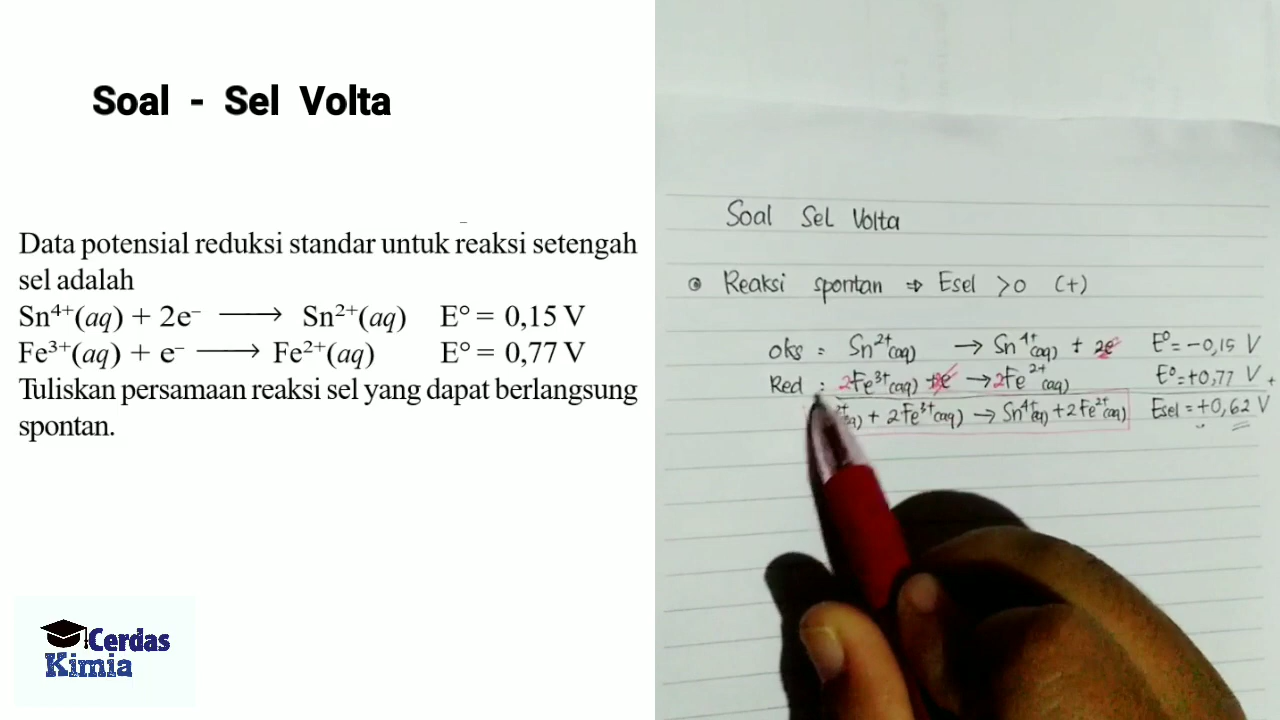 Soal - Sel Volta
Data potensial reduksi standar untuk reaksi setengah
sel adalah
Sn⁴⁺(aq) + 2e⁻ ⟶ Sn²⁺(aq) E° = 0,15 V
Fe³⁺(aq) + e⁻ ⟶ Fe²⁺(aq) E° = 0,77 V
Tuliskan persamaan reaksi sel yang dapat berlangsung
spontan.
Cerdas
Kimia
Soal Sel Volta
Reaksi spontan ⇒ Esel >0 (+)
Oks : Sn²⁺(aq) → Sn⁴⁺(aq) + 2e E° = -0,15 V
Red : 2Fe³⁺(aq) + 2e → 2Fe²⁺(aq) E° = +0,77 V +
+ 2Fe³⁺(aq) → Sn⁴⁺(aq) + 2Fe²⁺(aq) Esel = +0,62 V